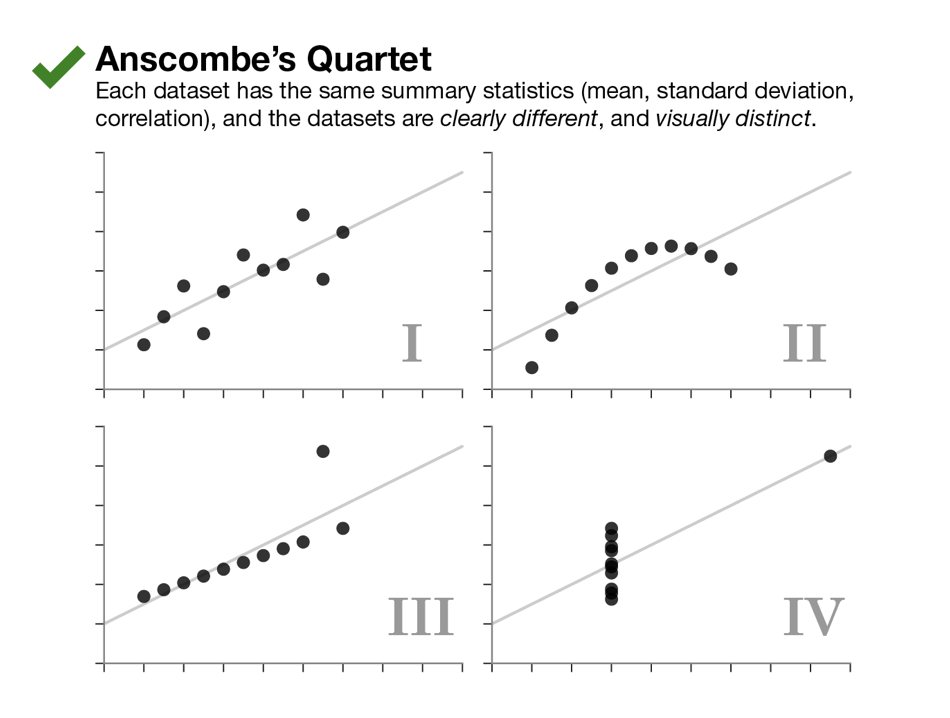 Anscombe’s Quartet
Each dataset has the same summary statistics (mean, standard deviation,
correlation), and the datasets are clearly different, and visually distinct.
I
II
III
IV